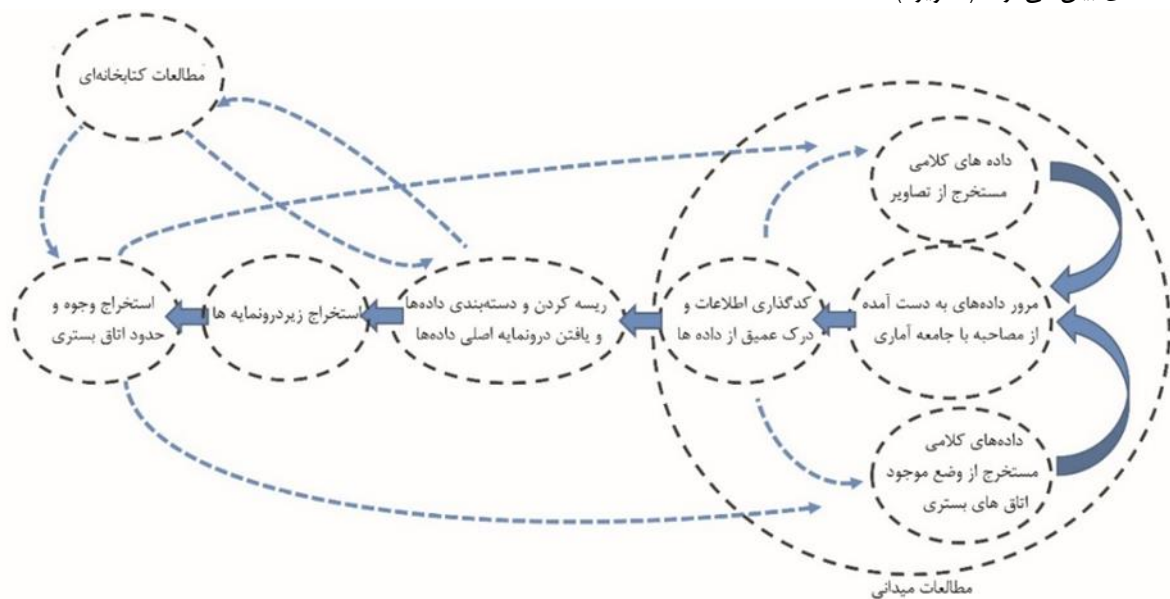 مطالعات کتابخانه‌ای
داده های کلامی
مستخرج از تصاویر
مرور داده‌های به دست آمده
از مصاحبه با جامعه آماری
کدگذاری اطلاعات و
درک عمیق از داده ها
ریسه کردن و دسته‌بندی داده‌ها
و یافتن درونمایه اصلی داده‌ها
استخراج زیردرونمایه ها
استخراج وجوه و
حدود اتاق بستری
داده‌های کلامی
مستخرج از وضع موجود
اتاق های بستری
مطالعات میدانی